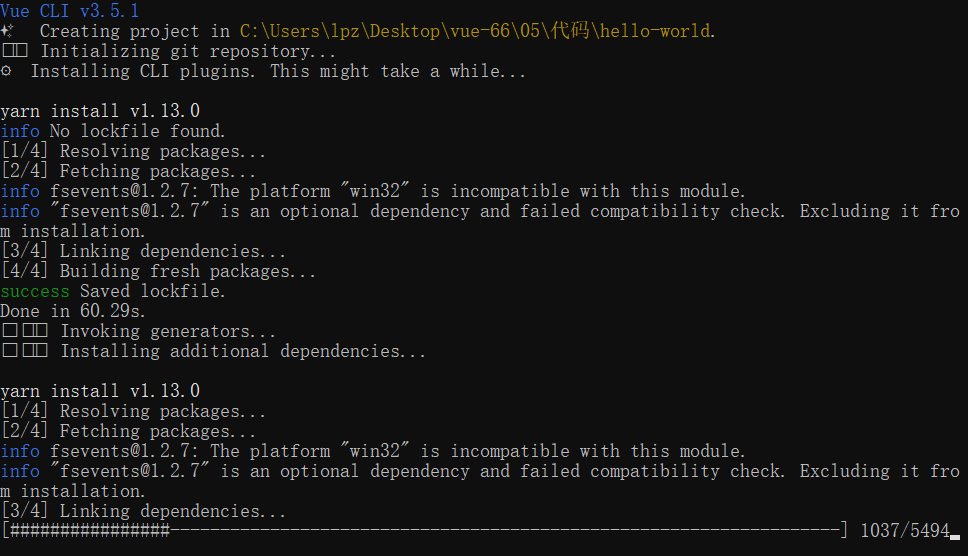 Vue CLI v3.5.1
✨  Creating project in C:\Users\lpz\Desktop\vue-66\05\代码\hello-world.
□□ Initializing git repository...
⚙  Installing CLI plugins. This might take a while...
yarn install v1.13.0
info No lockfile found.
[1/4] Resolving packages...
[2/4] Fetching packages...
info fsevents@1.2.7: The platform "win32" is incompatible with this module.
info "fsevents@1.2.7" is an optional dependency and failed compatibility check. Excluding it fro
m installation.
[3/4] Linking dependencies...
[4/4] Building fresh packages...
success Saved lockfile.
Done in 60.29s.
□ □□ Invoking generators...
□ □□ Installing additional dependencies...
yarn install v1.13.0
[1/4] Resolving packages...
[2/4] Fetching packages...
info fsevents@1.2.7: The platform "win32" is incompatible with this module.
info "fsevents@1.2.7" is an optional dependency and failed compatibility check. Excluding it fro
m installation.
[3/4] Linking dependencies...
[################-------------------------------------------------------------------] 1037/5494